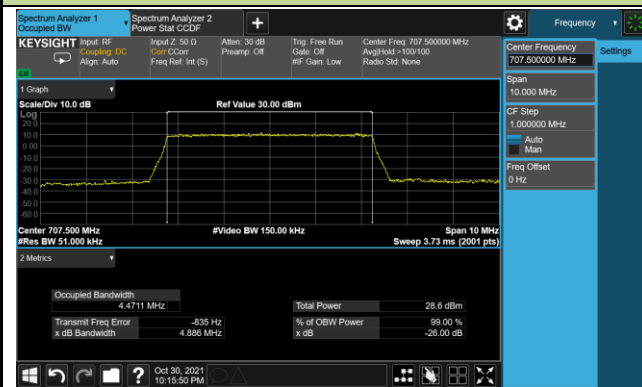 Spectrum Analyzer 1
Occupied BW
Spectrum Analyzer 2
Power Stat CCDF
+
Frequency
KEYSIGHT
Input: RF
Coupling: DC
Align: Auto
Input Z: 50 Ω
Corr CCorr
Freq Ref: Int (S)
Atten: 30 dB
Preamp: Off
Trig: Free Run
Gate: Off
#IF Gain: Low
Center Freq: 707.500000 MHz
Avg|Hold:>100/100
Radio Std: None
Center Frequency
707.500000 MHz
Settings
Span
10.000 MHz
CF Step
1.000000 MHz
Auto
Man
Freq Offset
0 Hz
1 Graph
Scale/Div 10.0 dB
Ref Value 30.00 dBm
Log
20.0
10.0
0.00
-10.0
-20.0
-30.0
-40.0
-50.0
-60.0
Center 707.500 MHz
#Video BW 150.00 kHz
Span 10 MHz
#Res BW 51.000 kHz
Sweep 3.73 ms (2001 pts)
2 Metrics
Occupied Bandwidth
4.4711 MHz
Total Power 28.6 dBm
Transmit Freq Error -835 Hz
% of OBW Power 99.00 %
x dB Bandwidth 4.886 MHz
x dB -26.00 dB
?
Oct 30, 2021
10:15:50 PM